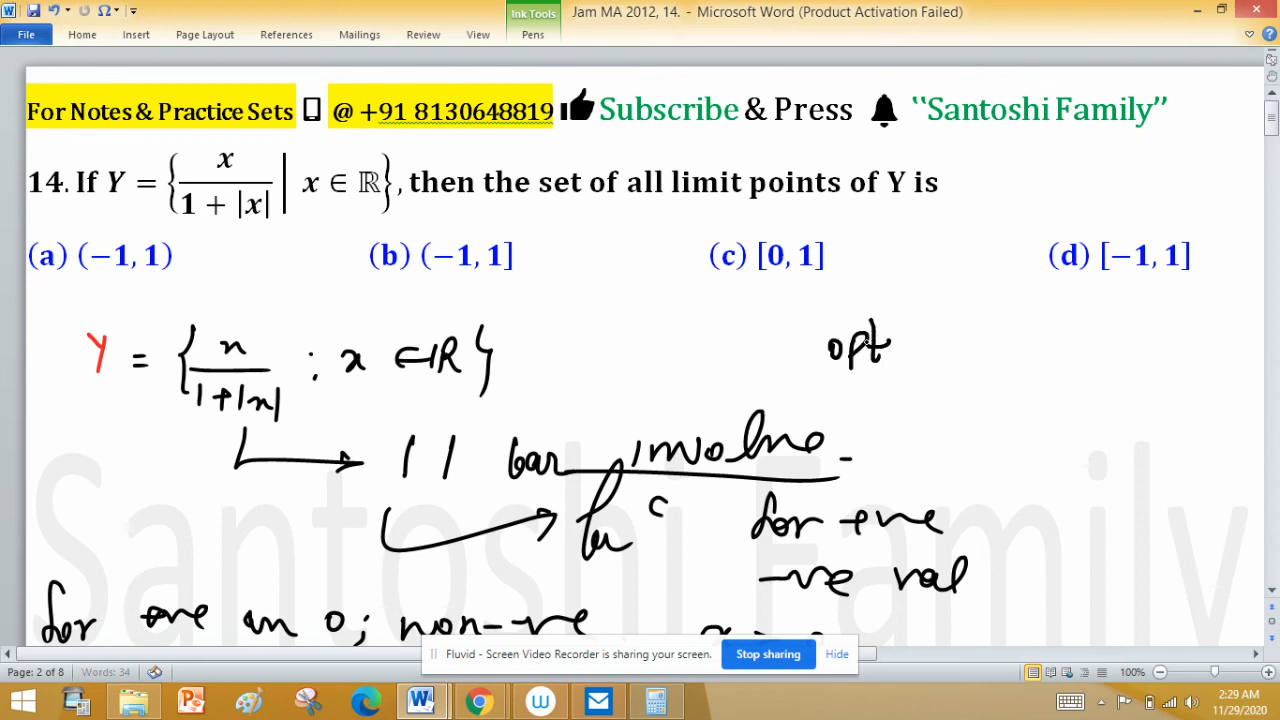 Ink Tools
Jam MA 2012, 14. - Microsoft Word (Product Activation Failed)
File Home Insert Page Layout References Mailings Review View Pens
For Notes & Practice Sets @ +91 8130648819 Subscribe & Press "Santoshi Family"
14. If Y = {x / (1 + |x|) | x ∈ ℝ}, then the set of all limit points of Y is
(a) (−1, 1) (b) (−1, 1] (c) [0, 1] (d) [−1, 1]
Y = {x / (1+|x|) : x ∈ R}
opt
| | bar involve
for +ve
-ve val
for +ve an 0; non-ve
Santoshi Family
Fluvid - Screen Video Recorder is sharing your screen. Stop sharing Hide
Page: 2 of 8 Words: 34 100%
2:29 AM
11/29/2020